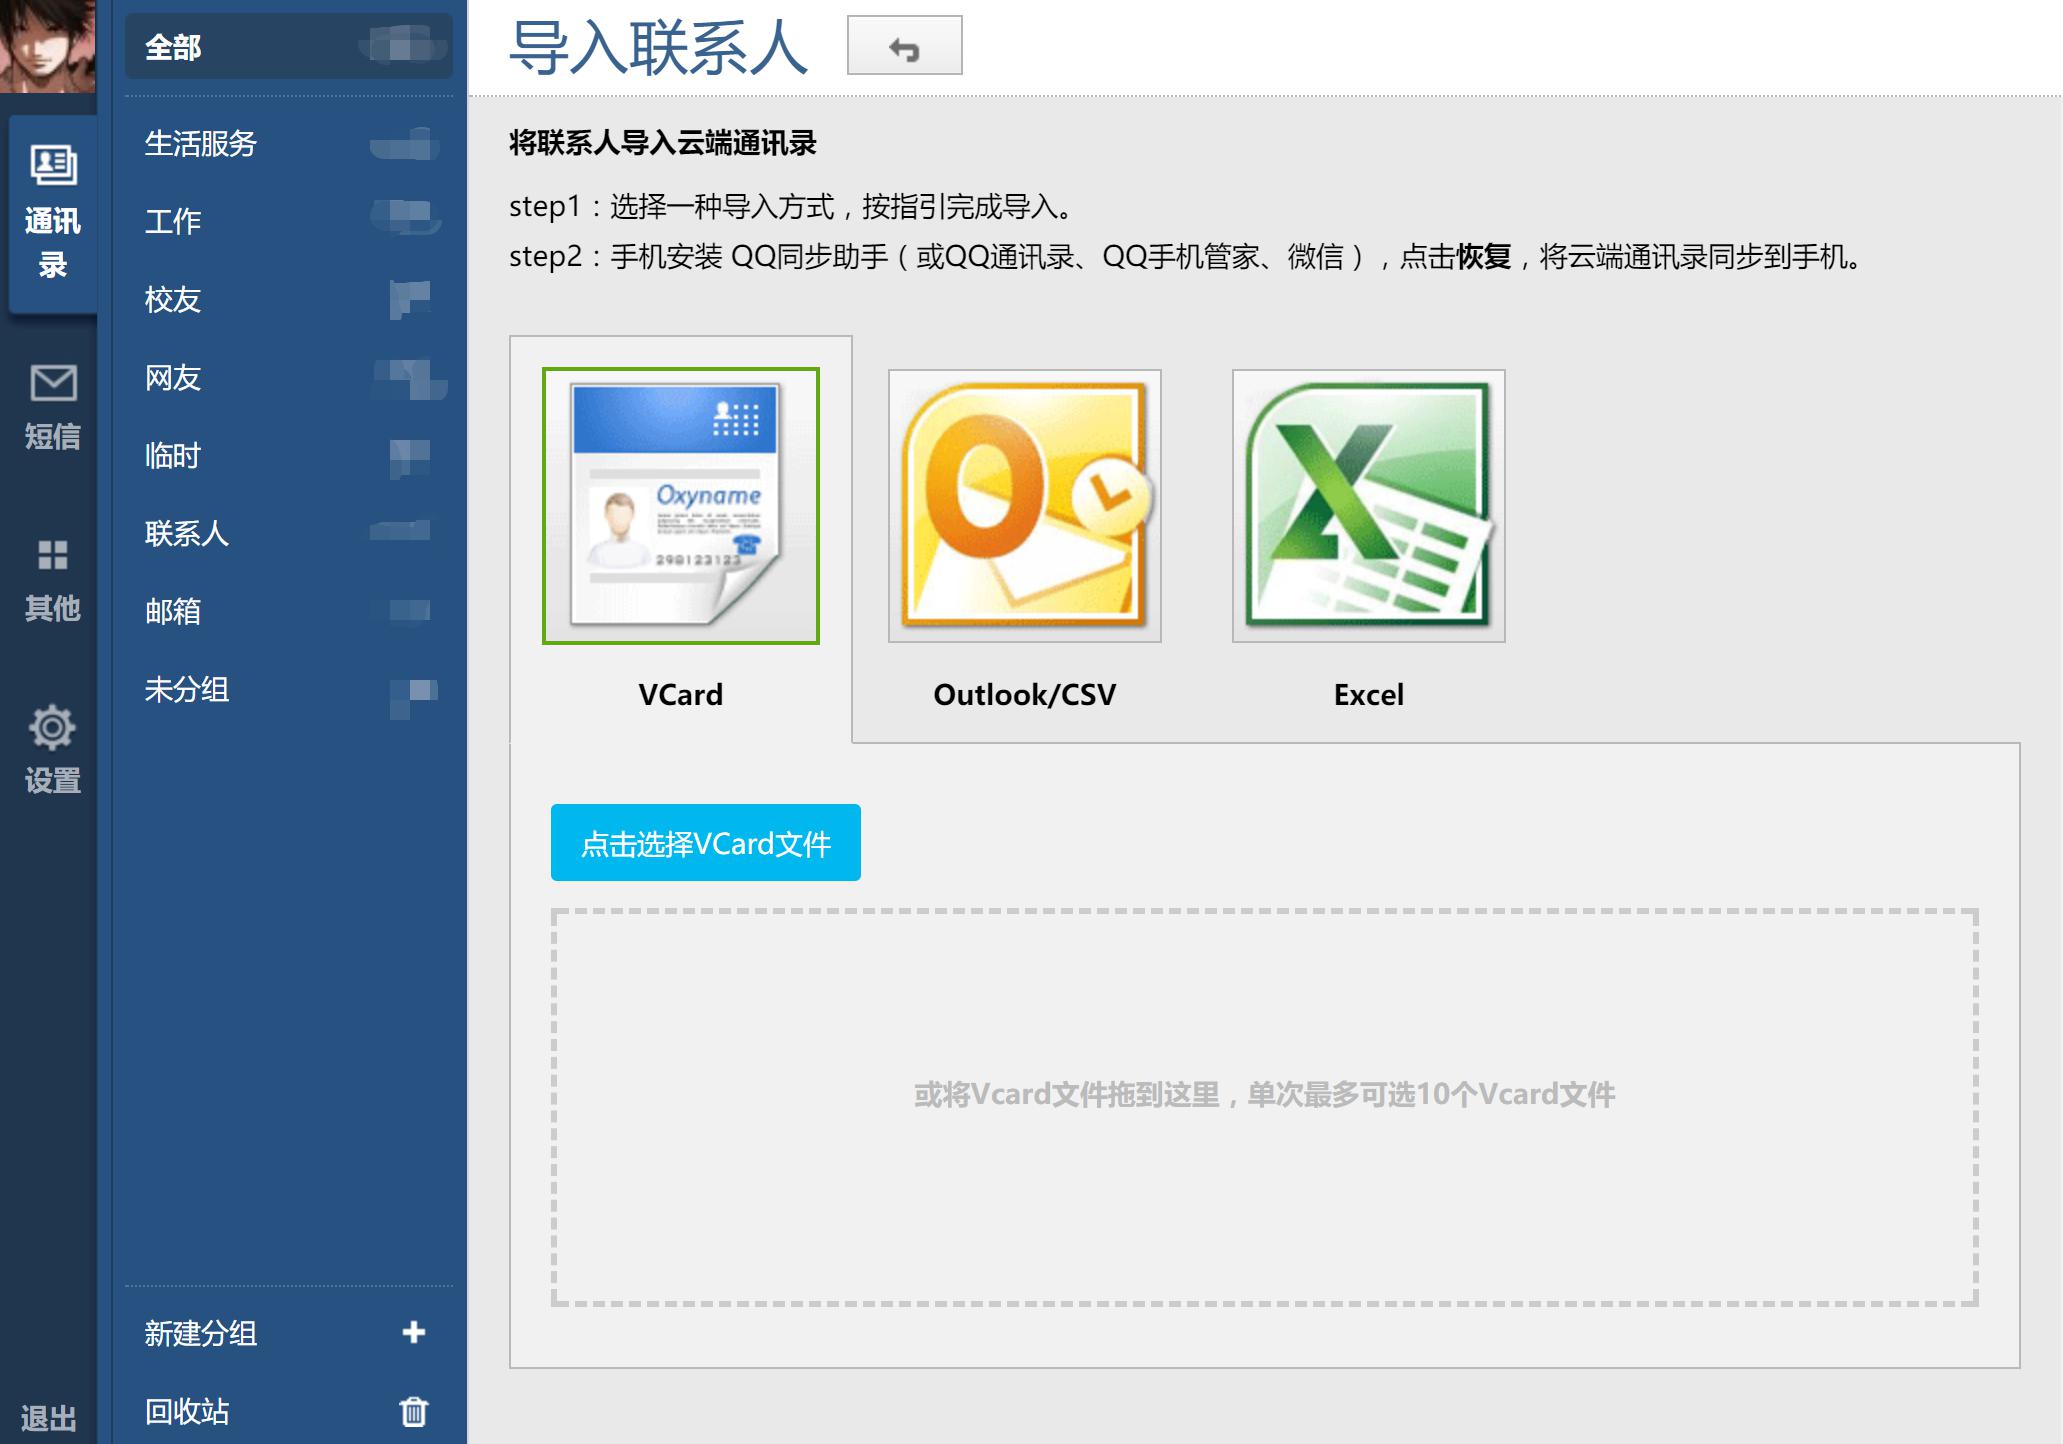 全部
生活服务
工作
校友
网友
临时
联系人
邮箱
未分组
新建分组
回收站
通讯
录
短信
其他
设置
退出
导入联系人
将联系人导入云端通讯录
step1：选择一种导入方式，按指引完成导入。
step2：手机安装 QQ同步助手（或QQ通讯录、QQ手机管家、微信），点击恢复，将云端通讯录同步到手机。
Oxyname
298123123
VCard
Outlook/CSV
Excel
点击选择VCard文件
或将Vcard文件拖到这里，单次最多可选10个Vcard文件